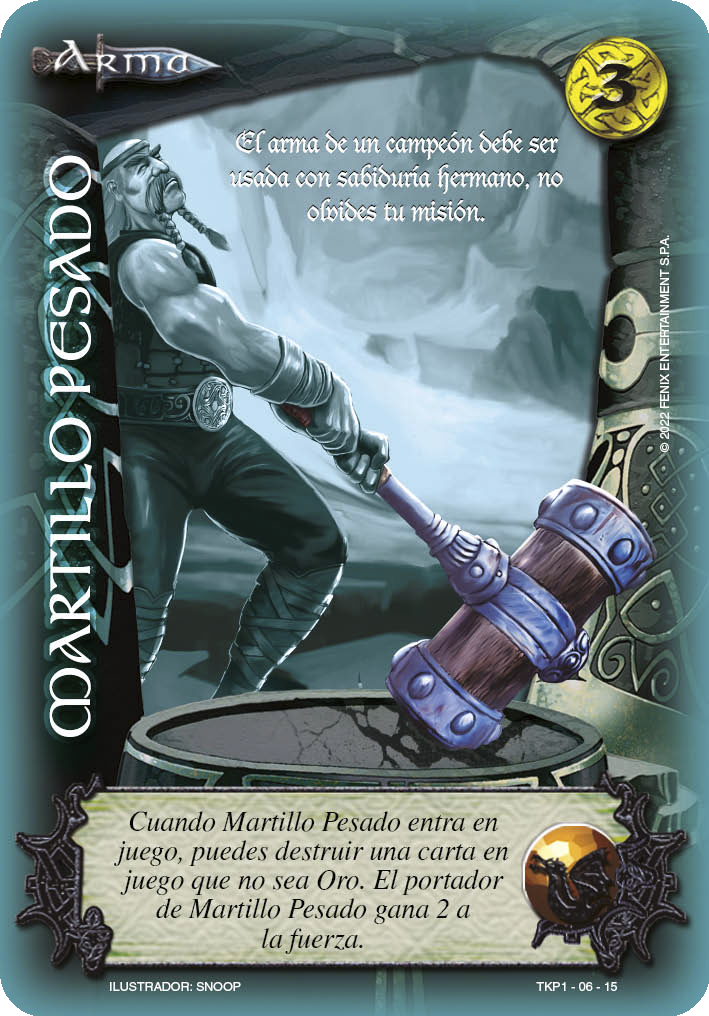 Arma
3
El arma de un campeón debe ser
usada con sabiduría hermano, no
olvides tu misión.
MARTILLO PESADO
© 2022 FENIX ENTERTAINMENT S.P.A.
Cuando Martillo Pesado entra en
juego, puedes destruir una carta en
juego que no sea Oro. El portador
de Martillo Pesado gana 2 a
la fuerza.
ILUSTRADOR: SNOOP
TKP1 - 06 - 15